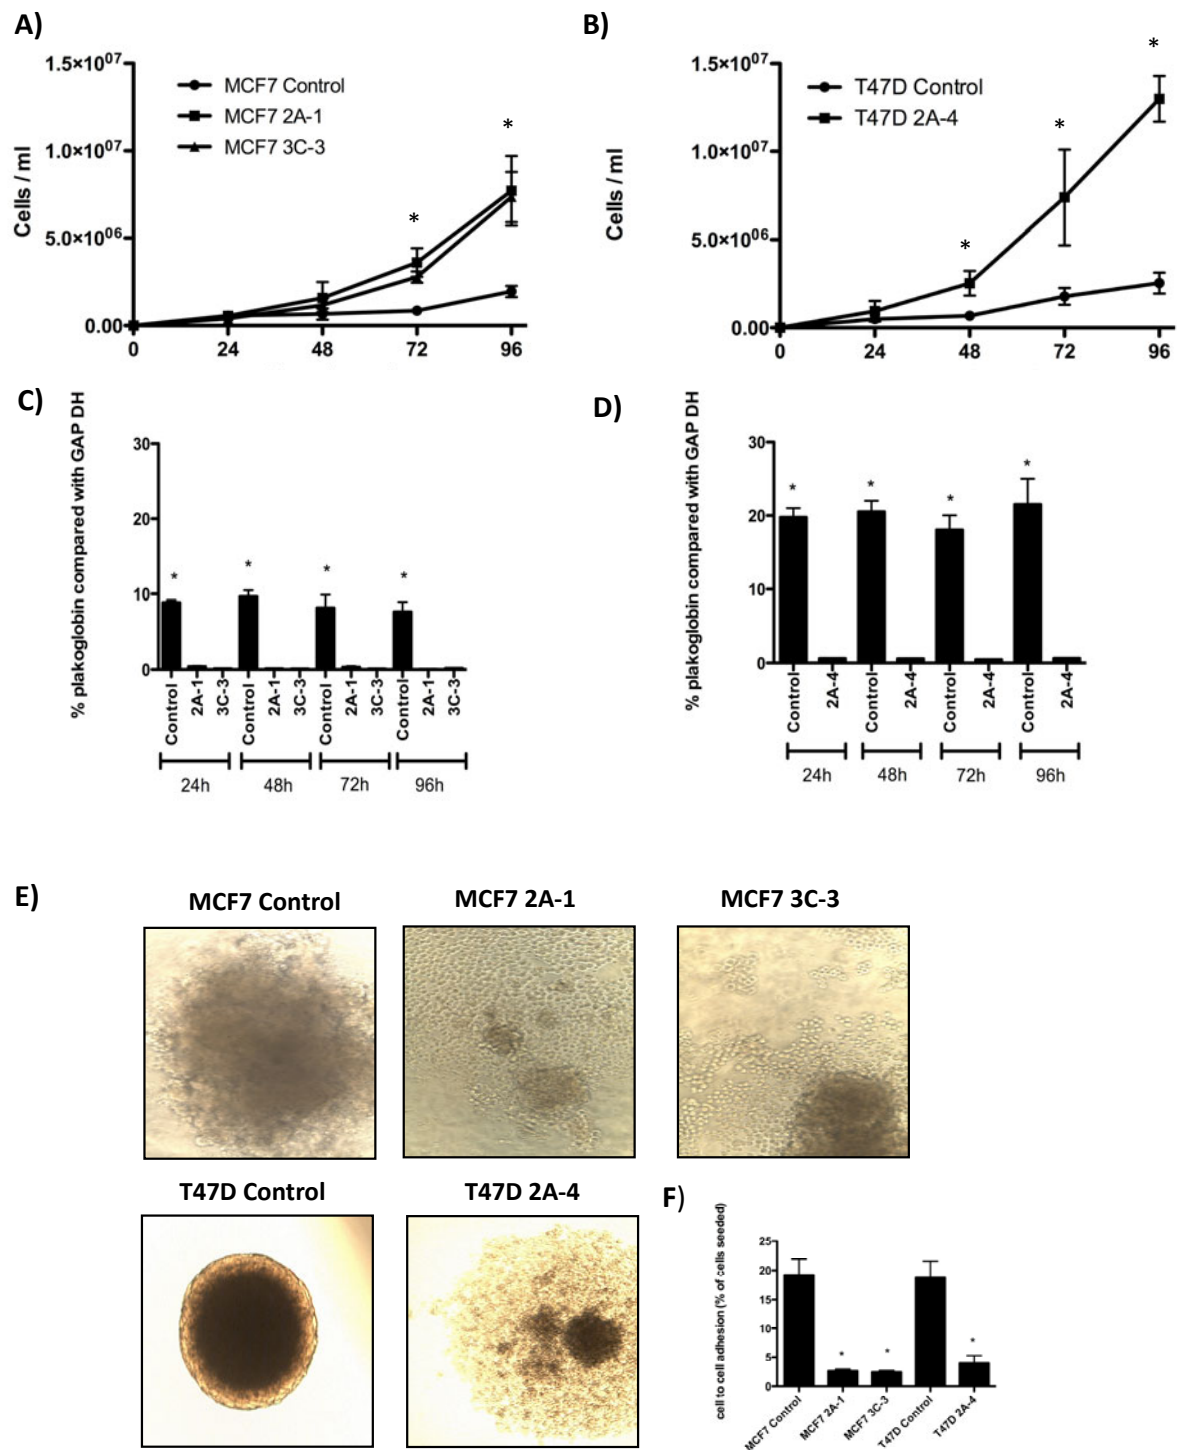 A)
1.5×10⁰⁷
1.0×10⁰⁷
5.0×10⁰⁶
0.00
Cells / ml
MCF7 Control
MCF7 2A-1
MCF7 3C-3
*
*
0 24 48 72 96
B)
1.5×10⁰⁷
1.0×10⁰⁷
5.0×10⁰⁶
0.00
Cells / ml
T47D Control
T47D 2A-4
*
*
*
0 24 48 72 96
C)
% plakoglobin compared with GAP DH
30
20
10
0
* * * *
Control 2A-1 3C-3 Control 2A-1 3C-3 Control 2A-1 3C-3 Control 2A-1 3C-3
24h 48h 72h 96h
D)
% plakoglobin compared with GAP DH
30
20
10
0
* * * *
Control 2A-4 Control 2A-4 Control 2A-4 Control 2A-4
24h 48h 72h 96h
E)
MCF7 Control MCF7 2A-1 MCF7 3C-3
T47D Control T47D 2A-4
F)
cell to cell adhesion (% of cells seeded)
25
20
15
10
5
0
* * *
MCF7 Control MCF7 2A-1 MCF7 3C-3 T47D Control T47D 2A-4